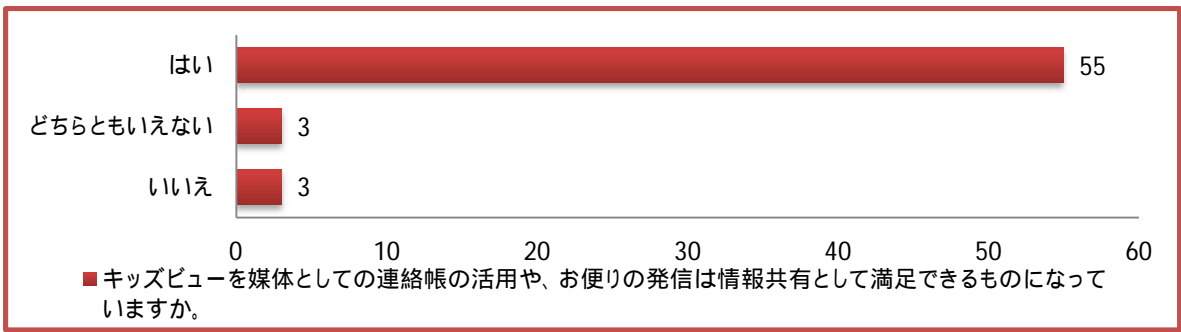 はい 55
どちらともいえない 3
いいえ 3
0 10 20 30 40 50 60
キッズビューを媒体としての連絡帳の活用や、お便りの発信は情報共有として満足できるものになって
いますか。